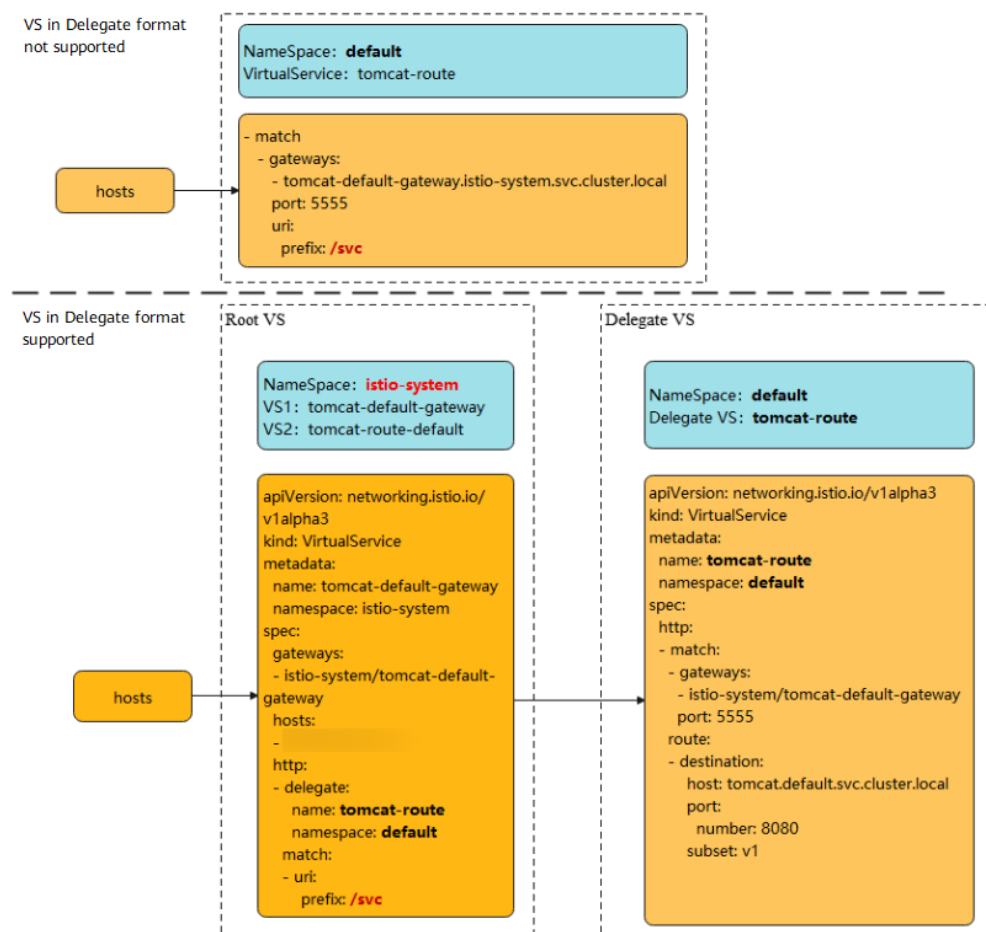 VS in Delegate format
not supported
NameSpace: default
VirtualService: tomcat-route
hosts
- match
- gateways:
- tomcat-default-gateway.istio-system.svc.cluster.local
port: 5555
uri:
prefix: /svc
VS in Delegate format
supported
Root VS
NameSpace: istio-system
VS1: tomcat-default-gateway
VS2: tomcat-route-default
hosts
apiVersion: networking.istio.io/
v1alpha3
kind: VirtualService
metadata:
name: tomcat-default-gateway
namespace: istio-system
spec:
gateways:
- istio-system/tomcat-default-
gateway
hosts:
-
http:
- delegate:
name: tomcat-route
namespace: default
match:
- uri:
prefix: /svc
Delegate VS
NameSpace: default
Delegate VS: tomcat-route
apiVersion: networking.istio.io/v1alpha3
kind: VirtualService
metadata:
name: tomcat-route
namespace: default
spec:
http:
- match:
- gateways:
- istio-system/tomcat-default-gateway
port: 5555
route:
- destination:
host: tomcat.default.svc.cluster.local
port:
number: 8080
subset: v1